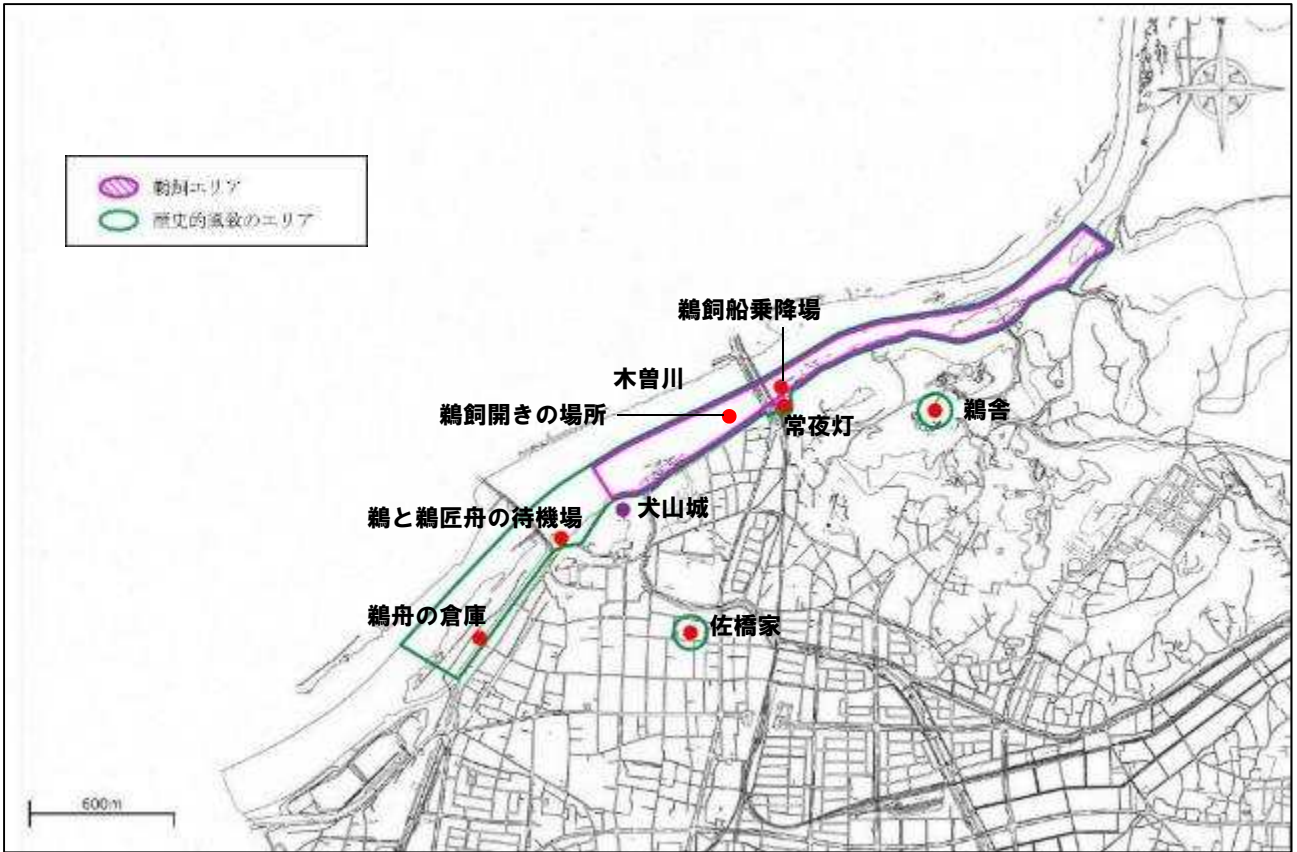 鵜飼エリア
歴史的風致のエリア
鵜飼船乗降場
木曽川
鵜飼開きの場所
常夜灯
鵜舎
鵜と鵜匠舟の待機場
犬山城
鵜舟の倉庫
佐橋家
600m